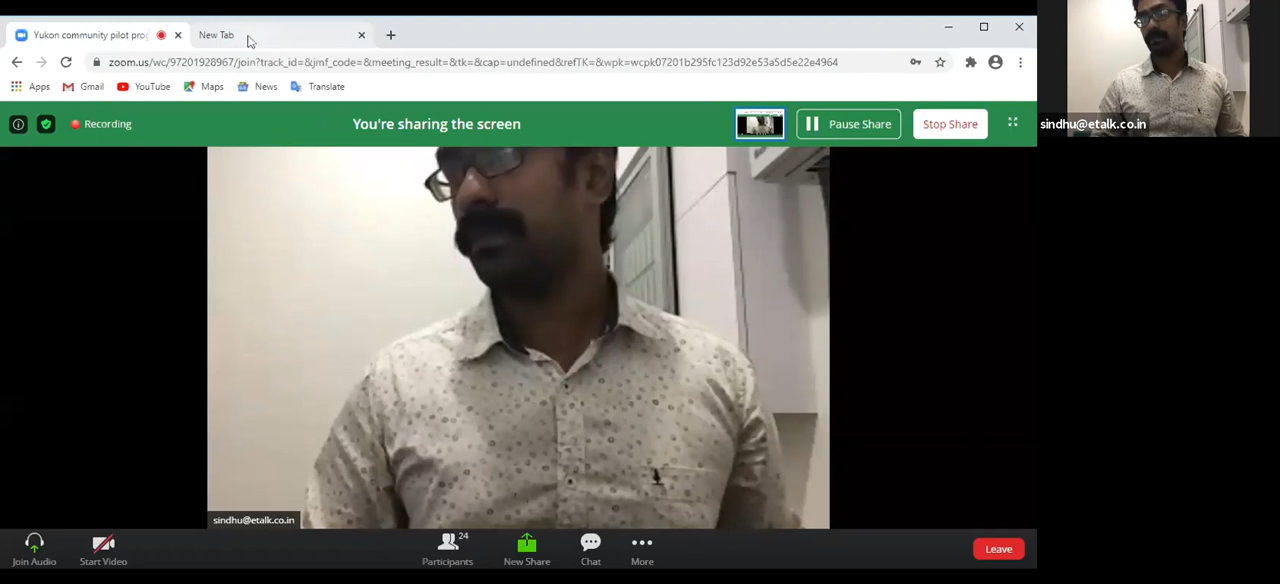 Yukon community pilot pro
New Tab
zoom.us/wc/97201928967/join?track_id=&jmf_code=&meeting_result=&tk=&cap=undefined&refTK=&wpk=wcpk07201b295fc123d92e53a5d5e22e4964
Apps Gmail YouTube Maps News Translate
Recording
You're sharing the screen
Pause Share
Stop Share
sindhu@etalk.co.in
sindhu@etalk.co.in
24
Join Audio
Start Video
Participants
New Share
Chat
More
Leave